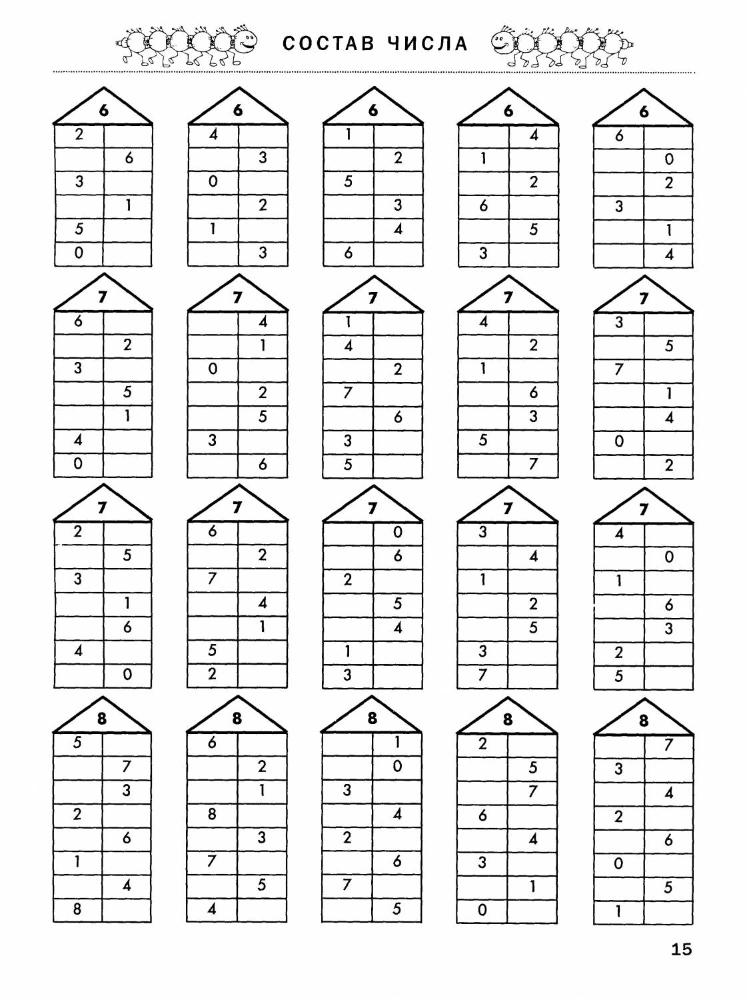 СОСТАВ ЧИСЛА
6 6 6 6 6
2 4 1 4 6
6 3 2 1 0
3 0 5 2 2
1 2 3 6 3
5 1 4 5 1
0 3 6 3 4
7 7 7 7 7
6 4 1 4 3
2 1 4 2 5
3 0 2 1 7
5 2 7 6 1
1 5 6 3 4
4 3 3 5 0
0 6 5 7 2
7 7 7 7 7
2 6 0 3 4
5 2 6 4 0
3 7 2 1 1
1 4 5 2 6
6 1 4 5 3
4 5 1 3 2
0 2 3 7 5
8 8 8 8 8
5 6 1 2 7
7 2 0 5 3
3 1 3 7 4
2 8 4 6 2
6 3 2 4 6
1 7 6 3 0
4 5 7 1 5
8 4 5 0 1
15